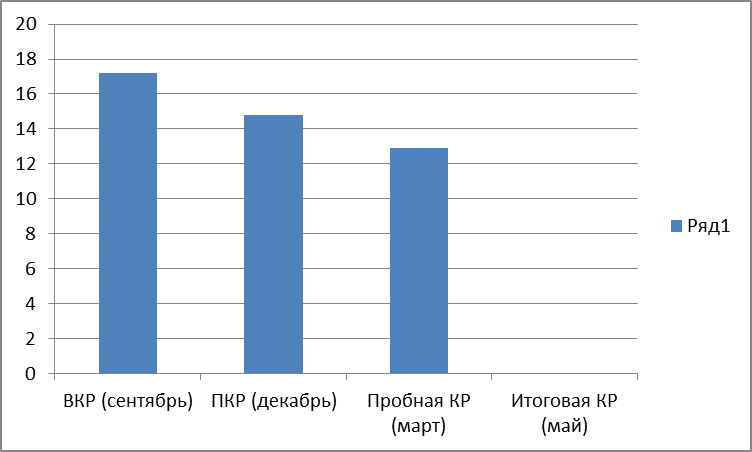 20
18
16
14
12
10
8
6
4
2
0
ВКР (сентябрь)
ПКР (декабрь)
Пробная КР
(март)
Итоговая КР
(май)
Ряд1